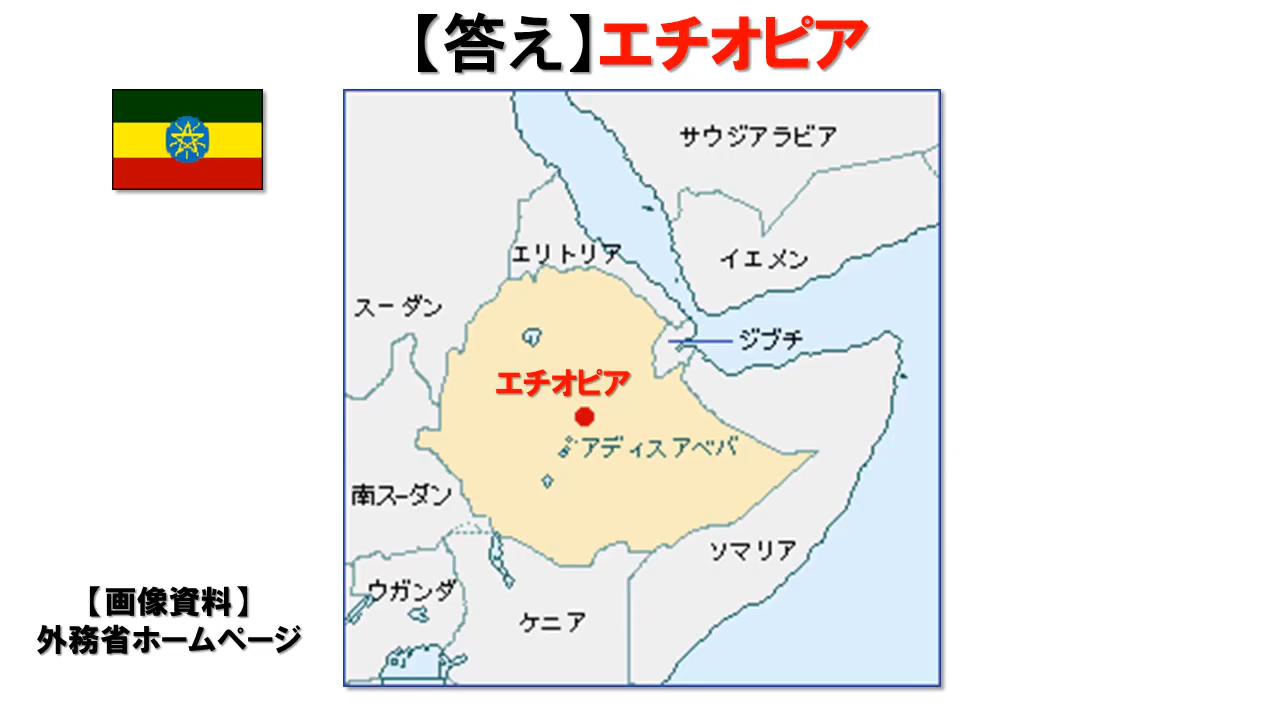 【答え】エチオピア
サウジアラビア
エリトリア
イエメン
スーダン
ジブチ
エチオピア
アディスアベバ
南スーダン
ソマリア
ウガンダ
ケニア
【画像資料】
外務省ホームページ